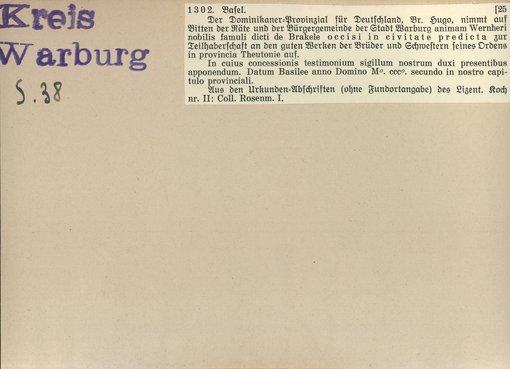 Kreis
Warburg
S. 38
1302. Basel. [25
Der Dominikaner-Provinzial für Deutschland, Br. Hugo, nimmt auf
Bitten der Räte und der Bürgergemeinde der Stadt Warburg animam Wernheri
nobilis famuli dicti de Brakele occisi in civitate predicta zur
Teilhaberschaft an den guten Werken der Brüder und Schwestern seines Ordens
in provincia Theutonie auf.
In cuius concessionis testimonium sigillum nostrum duxi presentibus
apponendum. Datum Basilee anno Domino Mº. cccº. secundo in nostro capi-
tulo provinciali.
Aus den Urkunden-Abschriften (ohne Fundortangabe) des Lizent. Koch
nr. II: Coll. Rosenm. I.